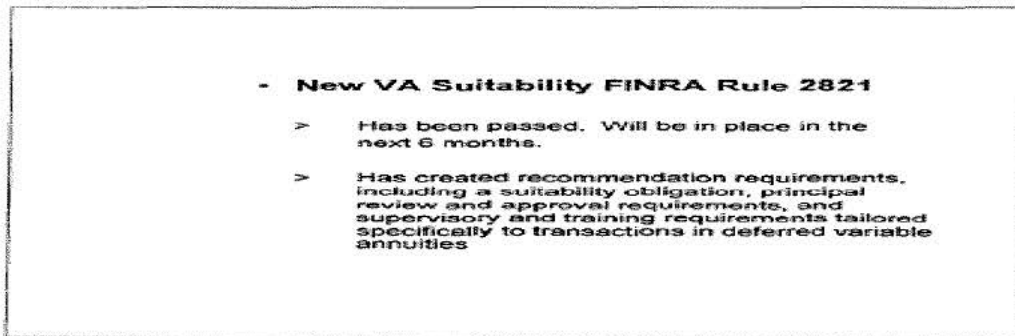 - New VA Suitability FINRA Rule 2821
> Has been passed. Will be in place in the
next 6 months.
> Has created recommendation requirements,
including a suitability obligation, principal
review and approval requirements, and
supervisory and training requirements tailored
specifically to transactions in deferred variable
annuities